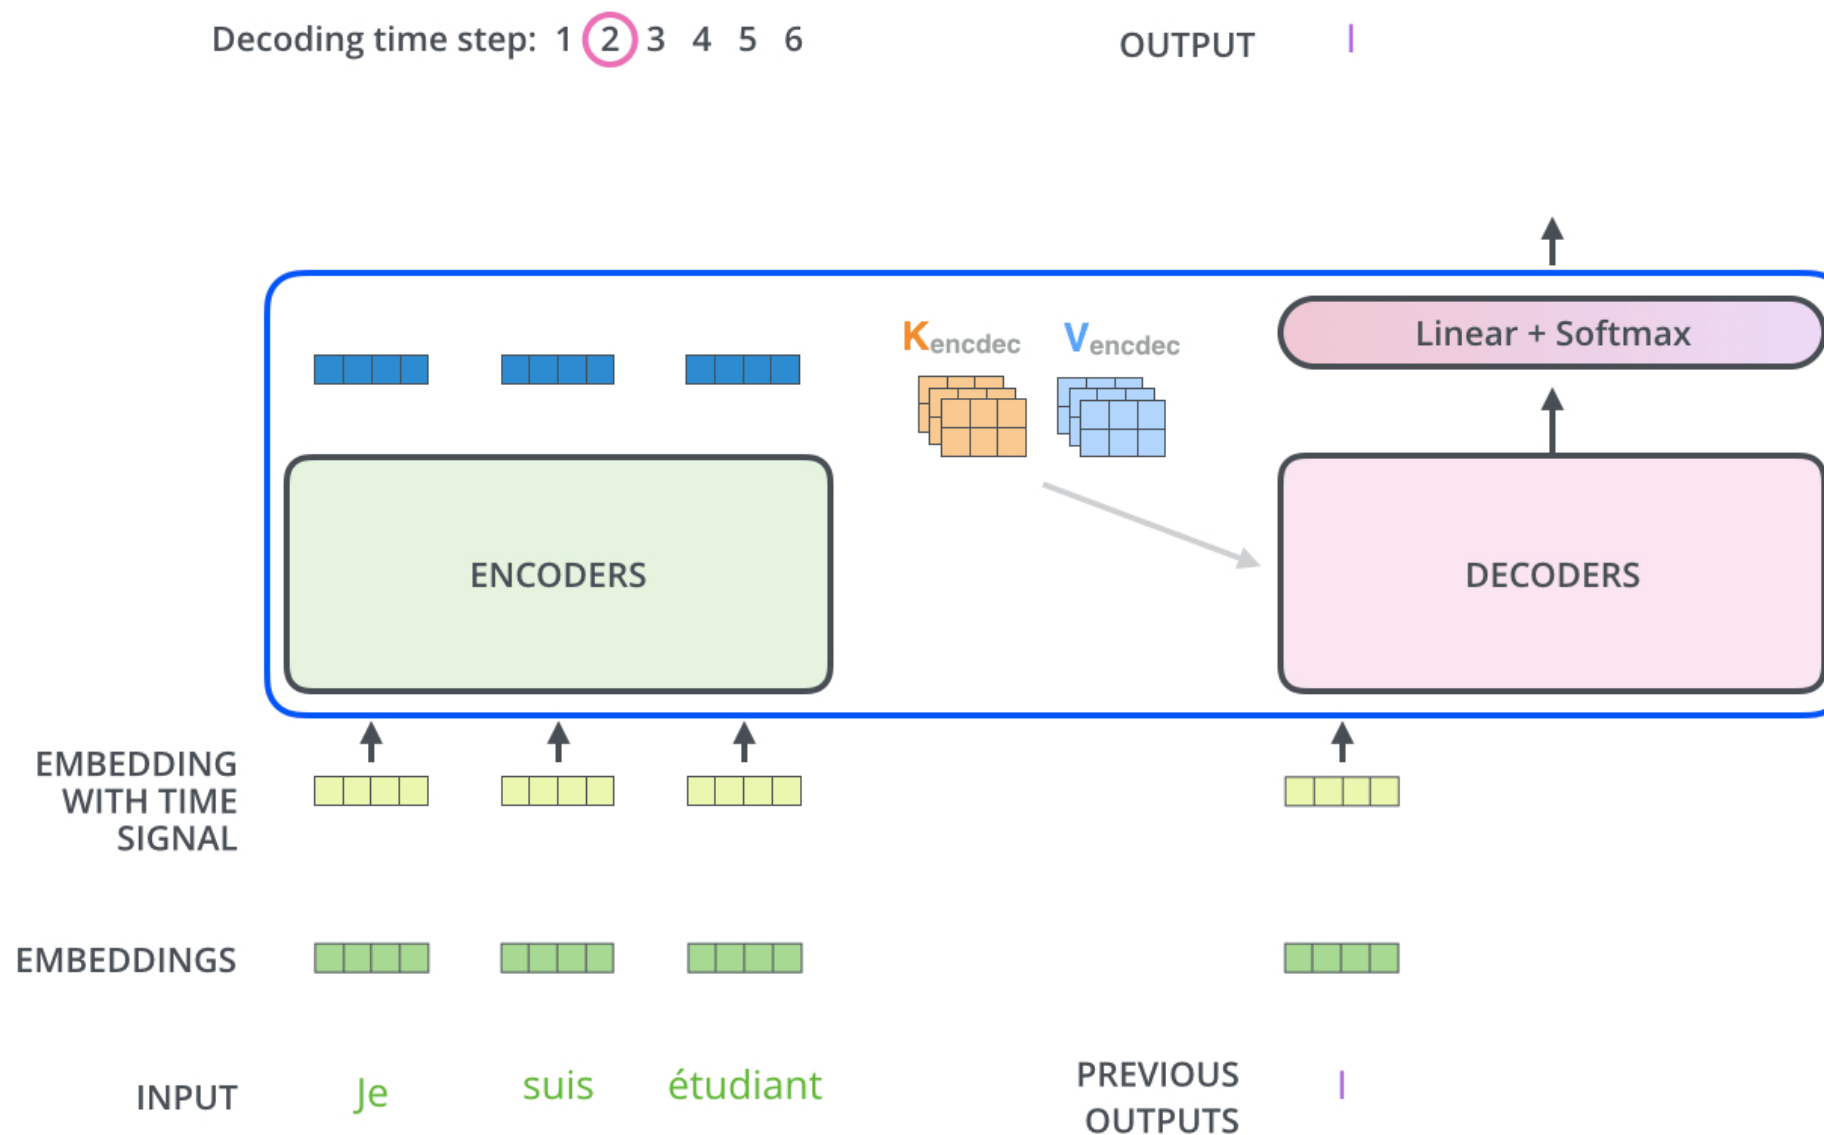 Decoding time step: 1 2 3 4 5 6
OUTPUT I
Kencdec Vencdec
Linear + Softmax
ENCODERS
DECODERS
EMBEDDING
WITH TIME
SIGNAL
EMBEDDINGS
INPUT Je suis étudiant
PREVIOUS
OUTPUTS
I